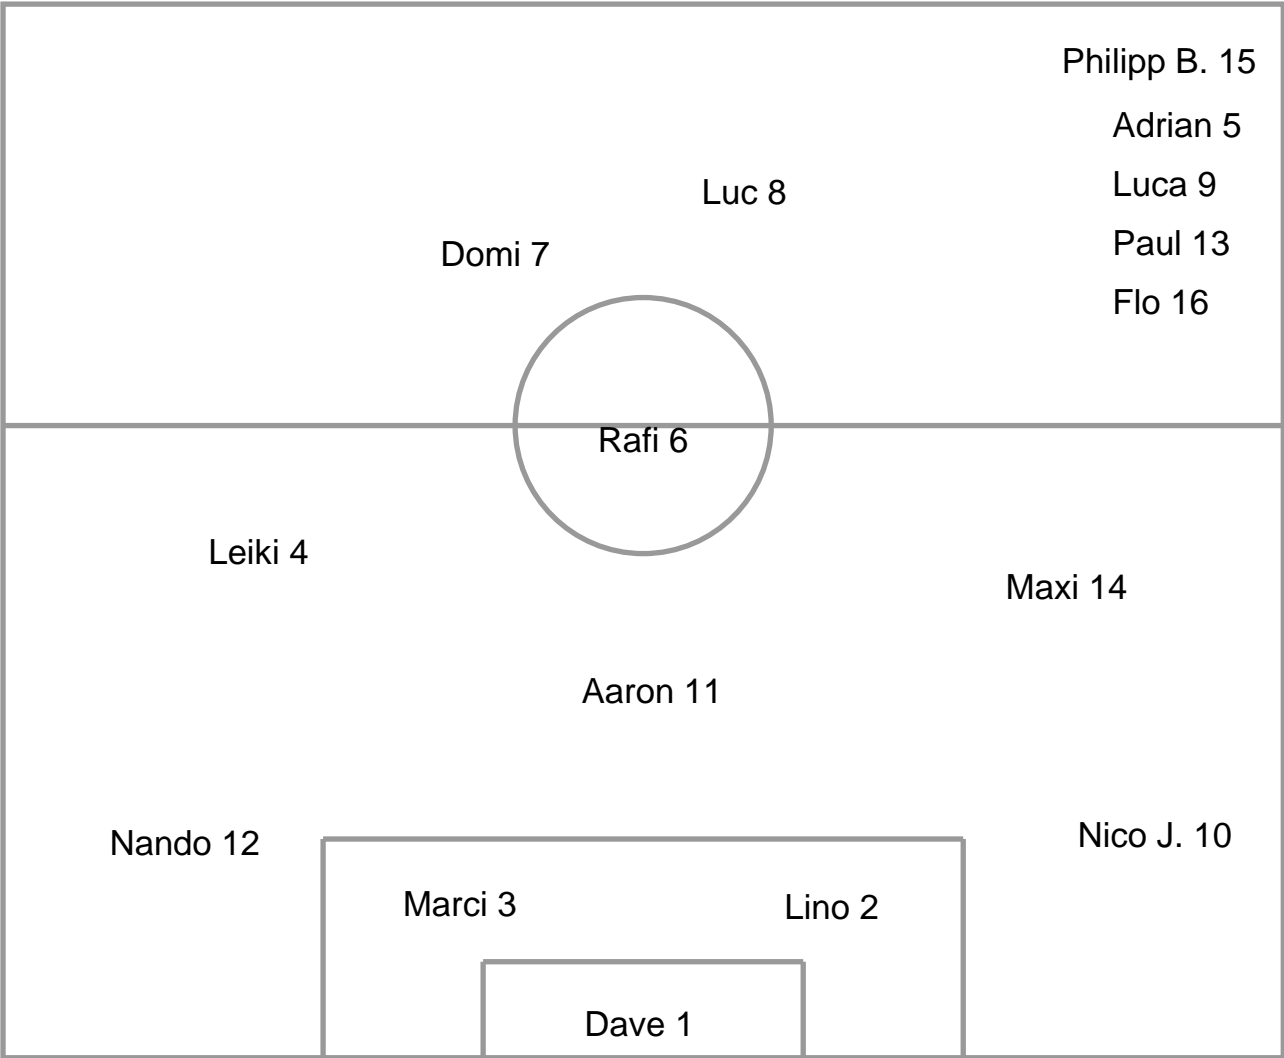 Philipp B. 15
Adrian 5
Luca 9
Luc 8
Paul 13
Domi 7
Flo 16
Rafi 6
Leiki 4
Maxi 14
Aaron 11
Nando 12
Nico J. 10
Marci 3
Lino 2
Dave 1